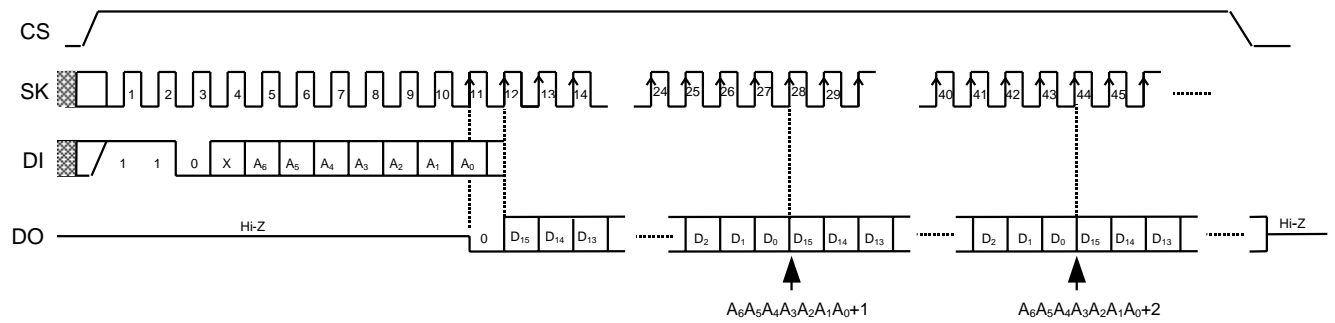 CS
SK 1 2 3 4 5 6 7 8 9 10 11 12 13 14 24 25 26 27 28 29 40 41 42 43 44 45
DI 1 1 0 X A₆ A₅ A₄ A₃ A₂ A₁ A₀
DO Hi-Z 0 D₁₅ D₁₄ D₁₃ D₂ D₁ D₀ D₁₅ D₁₄ D₁₃ D₂ D₁ D₀ D₁₅ D₁₄ D₁₃ Hi-Z
A₆A₅A₄A₃A₂A₁A₀+1 A₆A₅A₄A₃A₂A₁A₀+2